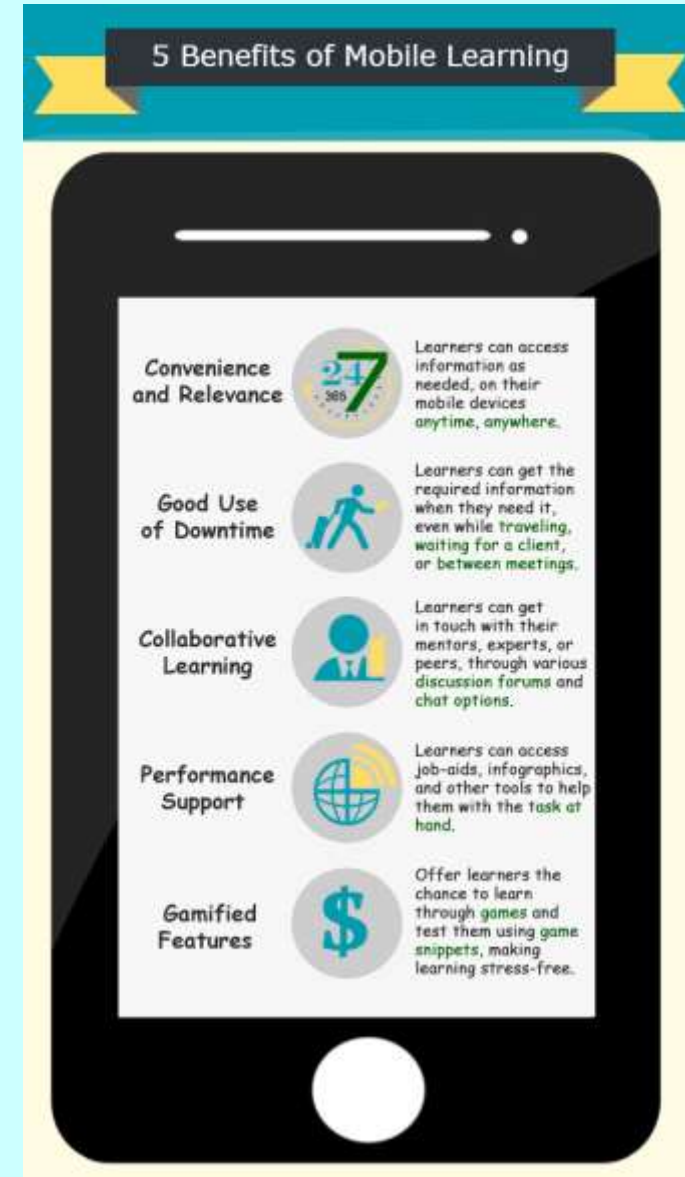 5 Benefits of Mobile Learning
Convenience
and Relevance
24
7
365
Learners can access
information as
needed, on their
mobile devices
anytime, anywhere.
Good Use
of Downtime
Learners can get the
required information
when they need it,
even while traveling,
waiting for a client,
or between meetings.
Collaborative
Learning
Learners can get
in touch with their
mentors, experts, or
peers, through various
discussion forums and
chat options.
Performance
Support
Learners can access
job-aids, infographics,
and other tools to help
them with the task at
hand.
Gamified
Features
$
Offer learners the
chance to learn
through games and
test them using game
snippets, making
learning stress-free.